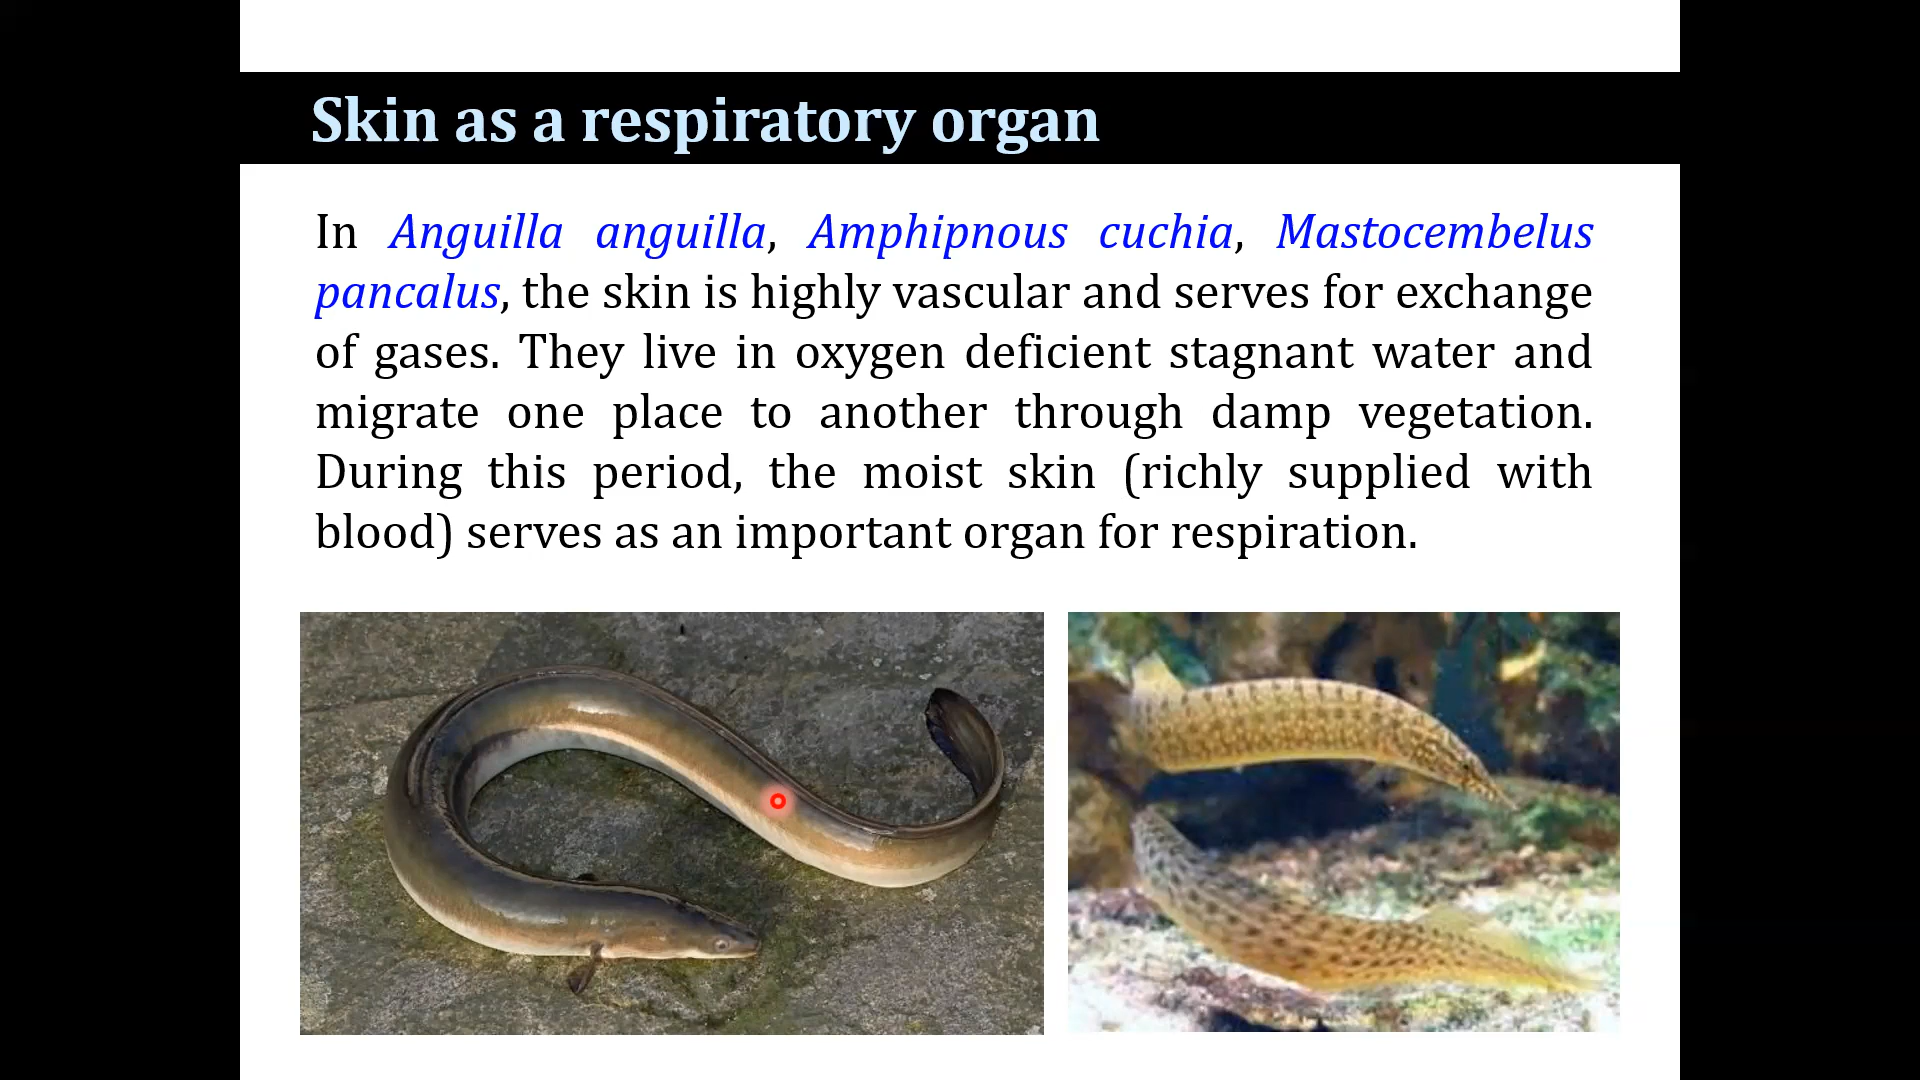 Skin as a respiratory organ
In Anguilla anguilla, Amphipnous cuchia, Mastocembelus
pancalus, the skin is highly vascular and serves for exchange
of gases. They live in oxygen deficient stagnant water and
migrate one place to another through damp vegetation.
During this period, the moist skin (richly supplied with
blood) serves as an important organ for respiration.